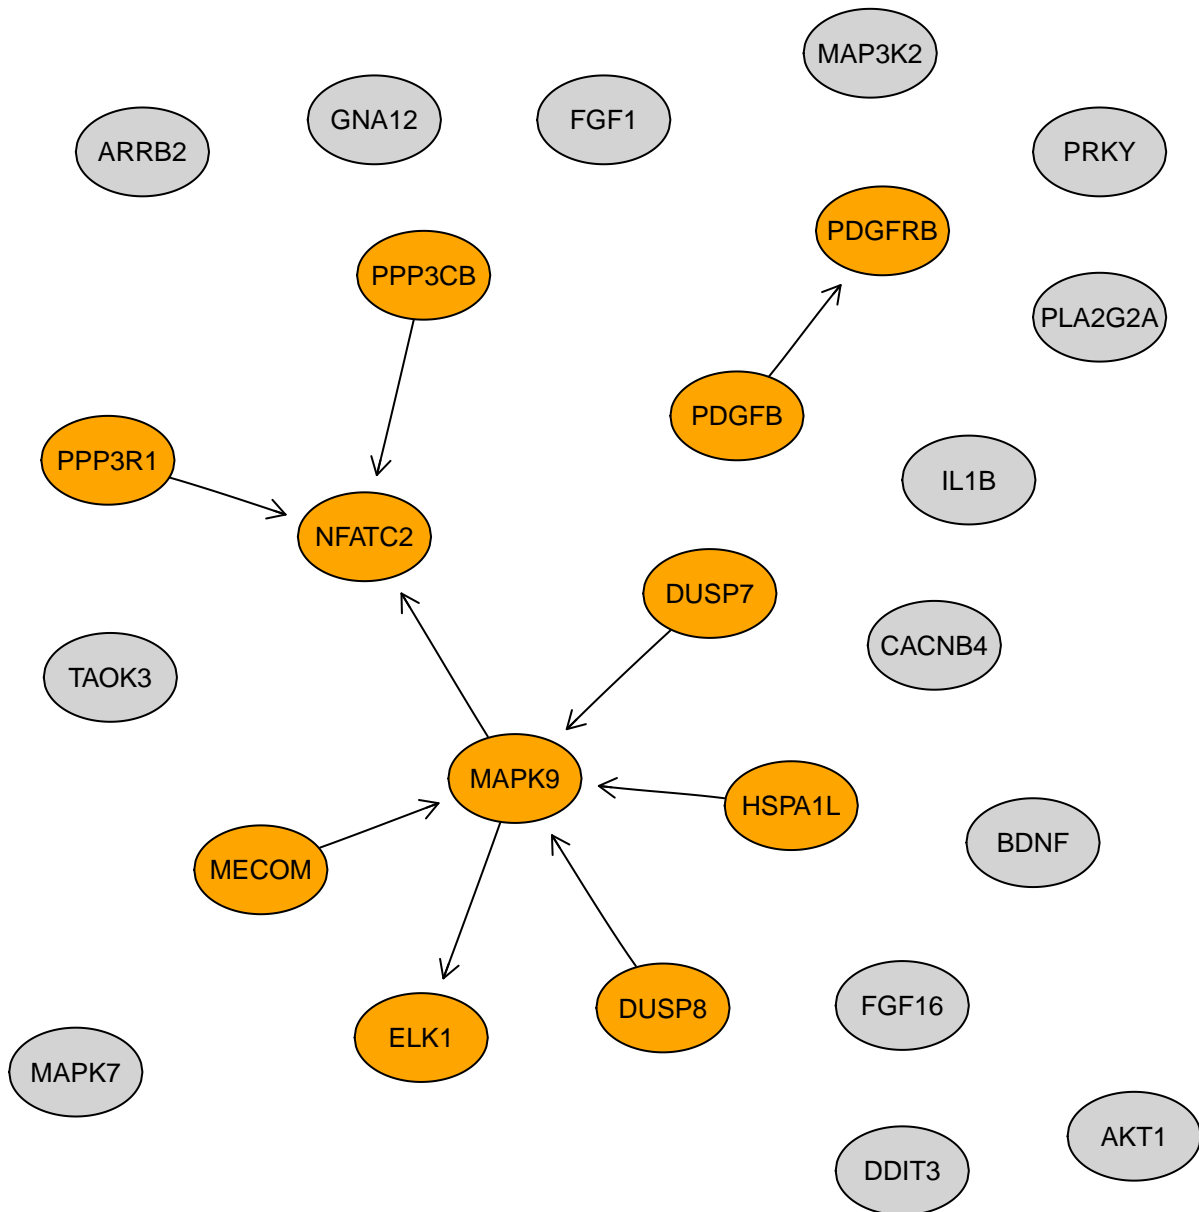 MAP3K2
GNA12
FGF1
ARRB2
PRKY
PDGFRB
PPP3CB
PLA2G2A
PDGFB
PPP3R1
IL1B
NFATC2
DUSP7
CACNB4
TAOK3
MAPK9
HSPA1L
BDNF
MECOM
FGF16
DUSP8
ELK1
MAPK7
AKT1
DDIT3